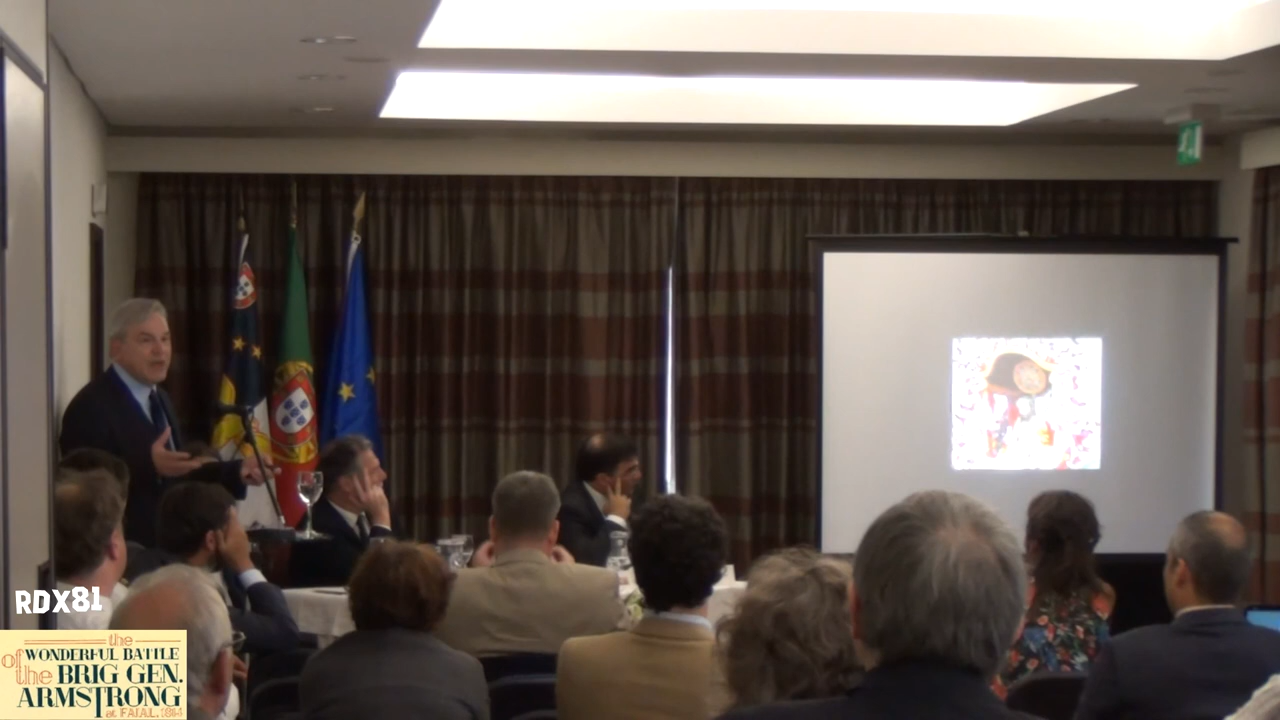 RDX81
the
WONDERFUL BATTLE
of the BRIG GEN.
ARMSTRONG
at FAIAL. 1814